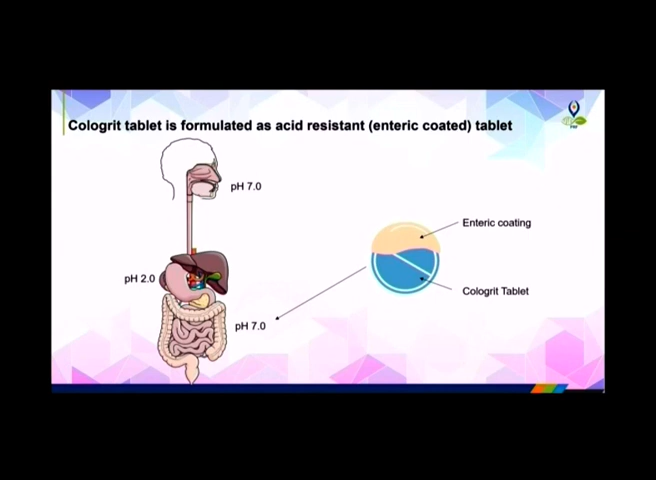 Cologrit tablet is formulated as acid resistant (enteric coated) tablet
pH 7.0
Enteric coating
pH 2.0
Cologrit Tablet
pH 7.0